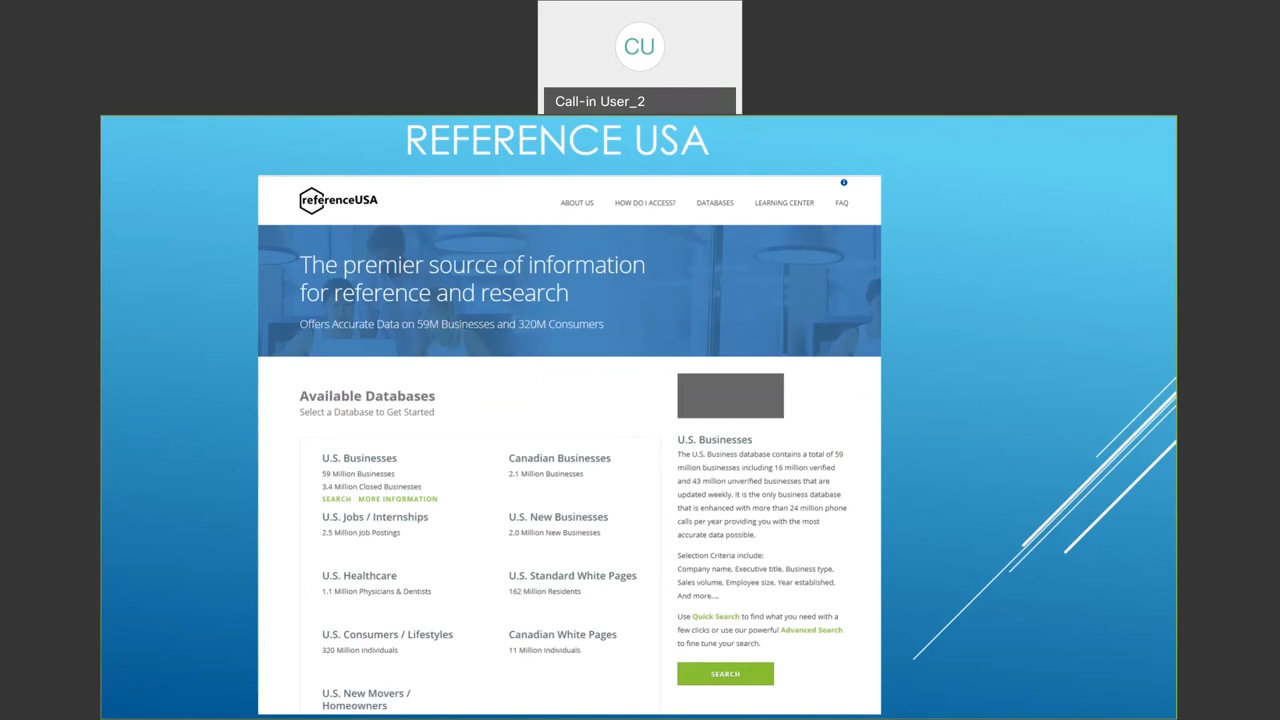 CU
Call-in User_2
REFERENCE USA
referenceUSA
ABOUT US
HOW DO I ACCESS?
DATABASES
LEARNING CENTER
FAQ
The premier source of information
for reference and research
Offers Accurate Data on 59M Businesses and 320M Consumers
Available Databases
Select a Database to Get Started
U.S. Businesses
59 Million Businesses
3.4 Million Closed Businesses
SEARCH MORE INFORMATION
Canadian Businesses
2.1 Million Businesses
U.S. Jobs / Internships
2.5 Million Job Postings
U.S. New Businesses
2.0 Million New Businesses
U.S. Healthcare
1.1 Million Physicians & Dentists
U.S. Standard White Pages
162 Million Residents
U.S. Consumers / Lifestyles
320 Million Individuals
Canadian White Pages
11 Million Individuals
U.S. New Movers /
Homeowners
U.S. Businesses
The U.S. Business database contains a total of 59
million businesses including 16 million verified
and 43 million unverified businesses that are
updated weekly. It is the only business database
that is enhanced with more than 24 million phone
calls per year providing you with the most
accurate data possible.
Selection Criteria include:
Company name, Executive title, Business type,
Sales volume, Employee size, Year established,
And more....
Use Quick Search to find what you need with a
few clicks or use our powerful Advanced Search
to fine tune your search.
SEARCH